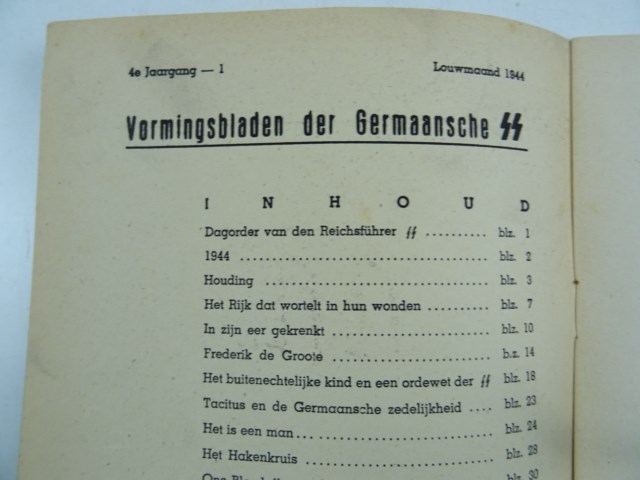 4e Jaargang — 1 Louwmaand 1944
Vormingsbladen der Germaansche ᛋᛋ
I N H O U D
Dagorder van den Reichsführer ᛋᛋ .......... blz. 1
1944 ........................................ blz. 2
Houding .................................... blz. 3
Het Rijk dat wortelt in hun wonden .......... blz. 7
In zijn eer gekrenkt ........................ blz. 10
Frederik de Groote .......................... b.z. 14
Het buitenechtelijke kind en een ordewet der ᛋᛋ blz. 18
Tacitus en de Germaansche zedelijkheid .... blz. 23
Het is een man... ........................... blz. 24
Het Hakenkruis .............................. blz. 28
blz. 30